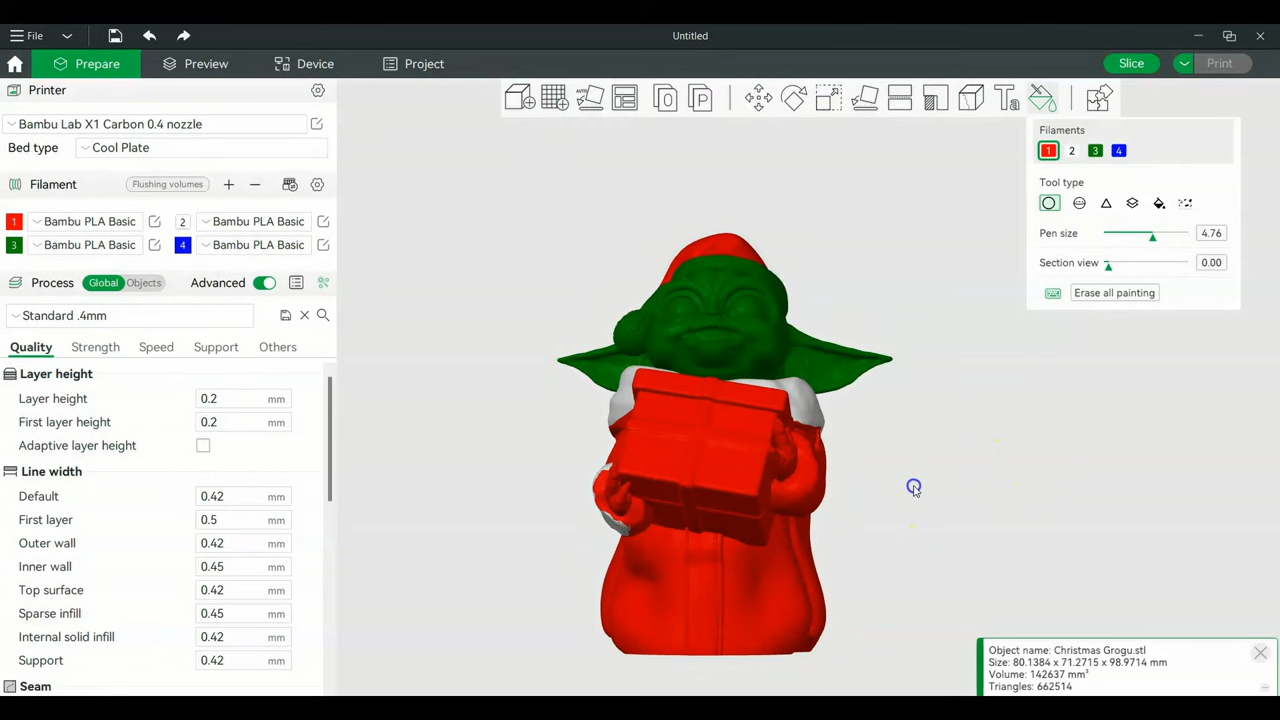 File
Untitled
Prepare
Preview
Device
Project
Slice
Print
Printer
Bambu Lab X1 Carbon 0.4 nozzle
Bed type
Cool Plate
Filament
Flushing volumes
1 Bambu PLA Basic
2 Bambu PLA Basic
3 Bambu PLA Basic
4 Bambu PLA Basic
Process
Global
Objects
Advanced
Standard .4mm
Quality
Strength
Speed
Support
Others
Layer height
Layer height 0.2 mm
First layer height 0.2 mm
Adaptive layer height
Line width
Default 0.42 mm
First layer 0.5 mm
Outer wall 0.42 mm
Inner wall 0.45 mm
Top surface 0.42 mm
Sparse infill 0.45 mm
Internal solid infill 0.42 mm
Support 0.42 mm
Seam
AUTO
O
P
Ta
Filaments
1 2 3 4
Tool type
Pen size 4.76
Section view 0.00
Erase all painting
Object name: Christmas Grogu.stl
Size: 80.1384 x 71.2715 x 98.9714 mm
Volume: 142637 mm³
Triangles: 662514